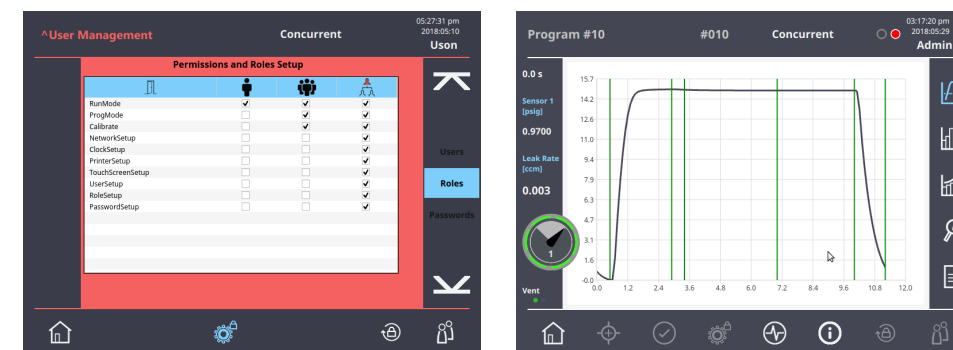 05:27:31 pm
2018:05:10
^User Management
Concurrent
Uson
Permissions and Roles Setup
RunMode
ProgMode
Calibrate
NetworkSetup
ClockSetup
PrinterSetup
TouchScreenSetup
UserSetup
RoleSetup
PasswordSetup
Users
Roles
Passwords
03:17:20 pm
2018:05:29
Program #10
#010
Concurrent
Admin
0.0 s
Sensor 1
[psig]
0.9700
Leak Rate
[ccm]
0.003
1
Vent
15.7
14.2
12.6
11.0
9.4
7.9
6.3
4.7
3.1
1.6
-0.0
0.0 1.2 2.4 3.6 4.8 6.0 7.2 8.4 9.6 10.8 12.0